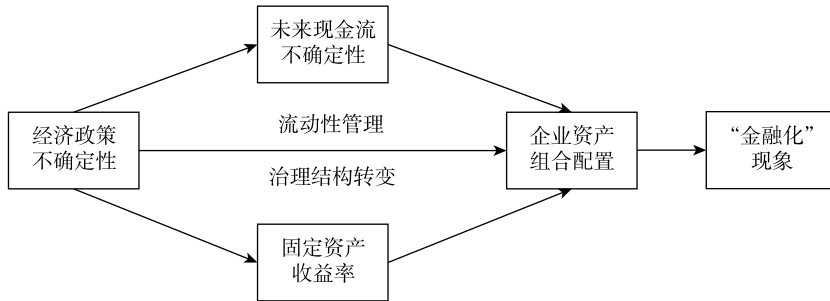 未来现金流
不确定性
经济政策
不确定性
流动性管理
治理结构转变
企业资产
组合配置
“金融化”
现象
固定资产
收益率